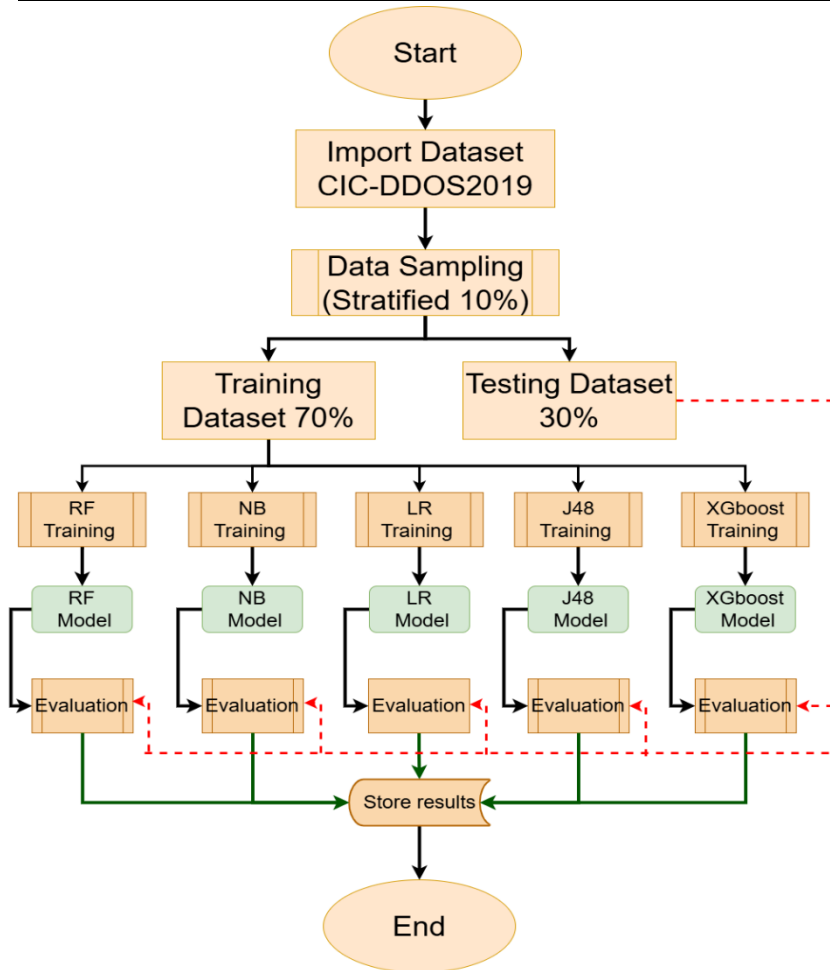 Start
Import Dataset
CIC-DDOS2019
Data Sampling
(Stratified 10%)
Training
Dataset 70%
Testing Dataset
30%
RF
Training
NB
Training
LR
Training
J48
Training
XGboost
Training
RF
Model
NB
Model
LR
Model
J48
Model
XGboost
Model
Evaluation
Evaluation
Evaluation
Evaluation
Evaluation
Store results
End